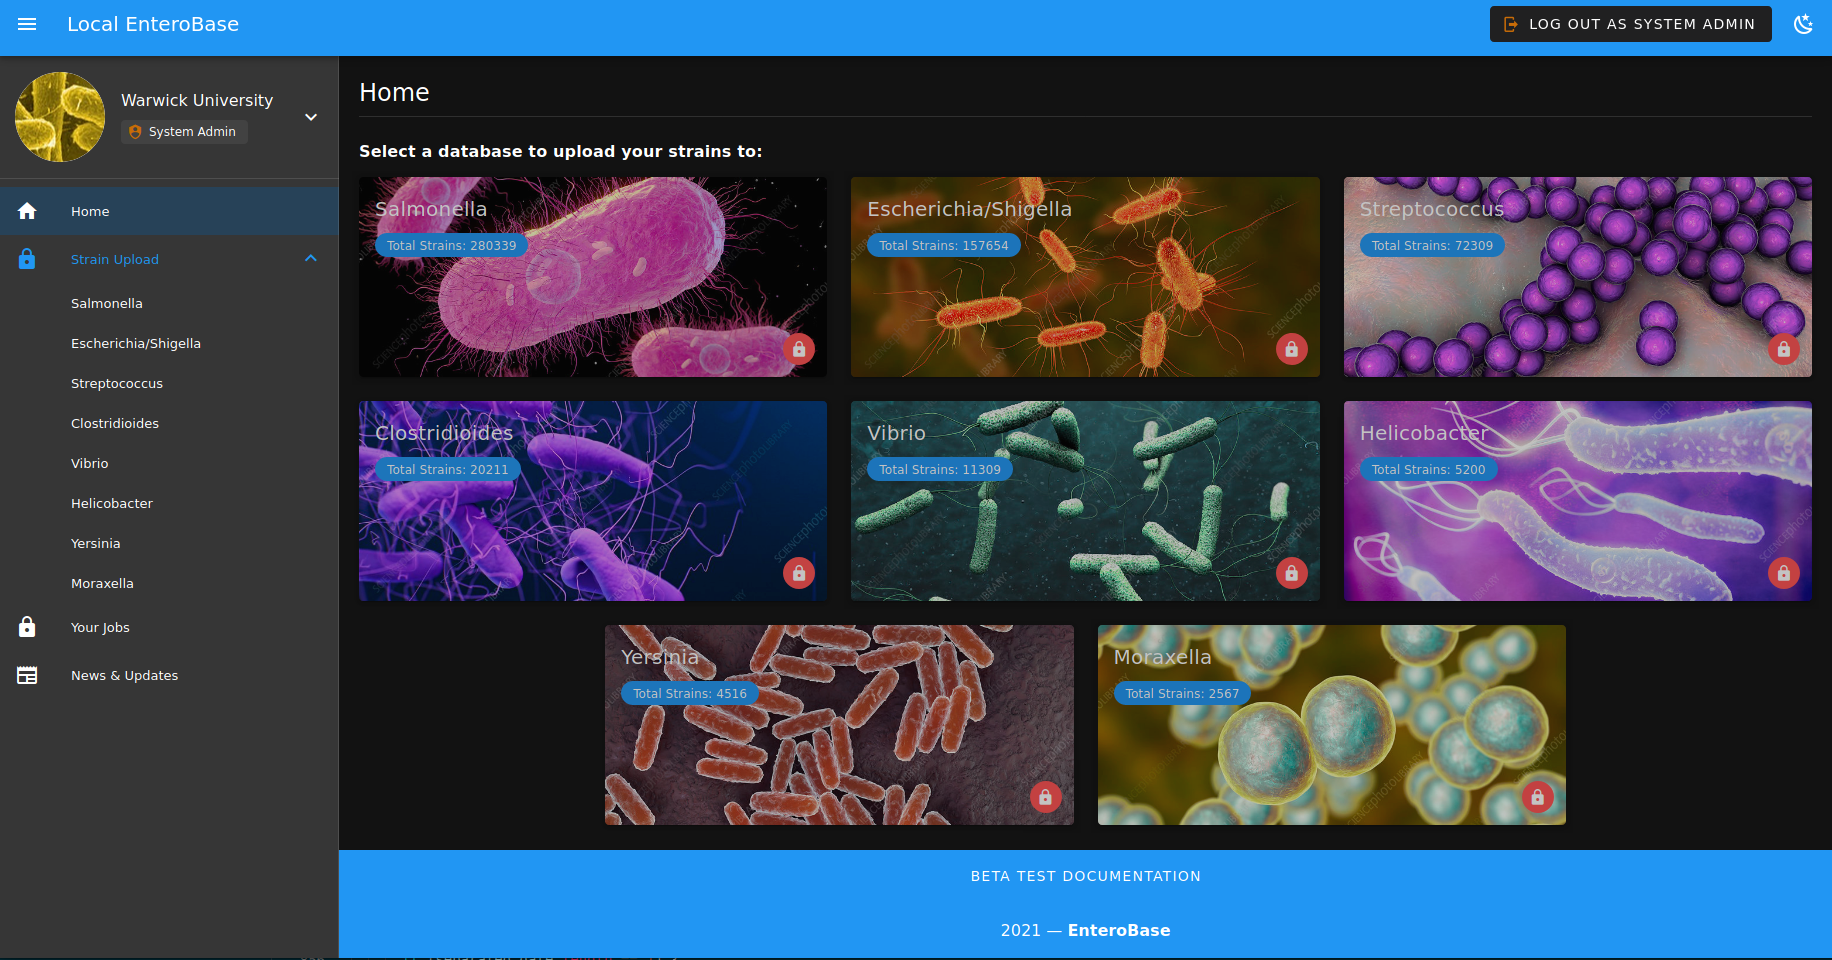 Local EnteroBase
LOG OUT AS SYSTEM ADMIN
Warwick University
System Admin
Home
Strain Upload
Salmonella
Escherichia/Shigella
Streptococcus
Clostridioides
Vibrio
Helicobacter
Yersinia
Moraxella
Your Jobs
News & Updates
Home
Select a database to upload your strains to:
Salmonella
Total Strains: 280339
Escherichia/Shigella
Total Strains: 157654
Streptococcus
Total Strains: 72309
Clostridioides
Total Strains: 20211
Vibrio
Total Strains: 11309
Helicobacter
Total Strains: 5200
Yersinia
Total Strains: 4516
Moraxella
Total Strains: 2567
BETA TEST DOCUMENTATION
2021 — EnteroBase